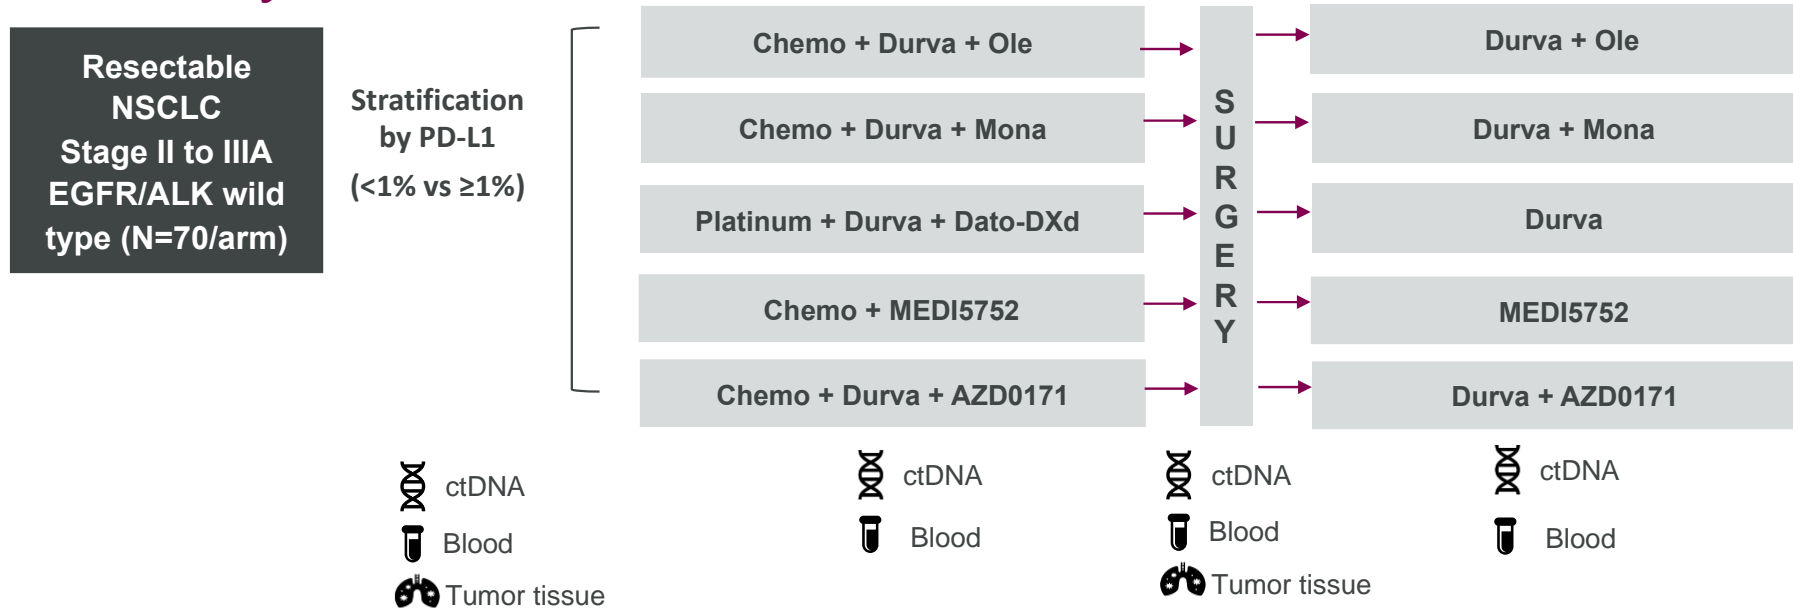 Resectable
NSCLC
Stage II to IIIA
EGFR/ALK wild
type (N=70/arm)
Stratification
by PD-L1
(<1% vs ≥1%)
Chemo + Durva + Ole
Chemo + Durva + Mona
Platinum + Durva + Dato-DXd
Chemo + MEDI5752
Chemo + Durva + AZD0171
S
U
R
G
E
R
Y
Durva + Ole
Durva + Mona
Durva
MEDI5752
Durva + AZD0171
ctDNA
Blood
Tumor tissue
ctDNA
Blood
ctDNA
Blood
Tumor tissue
ctDNA
Blood